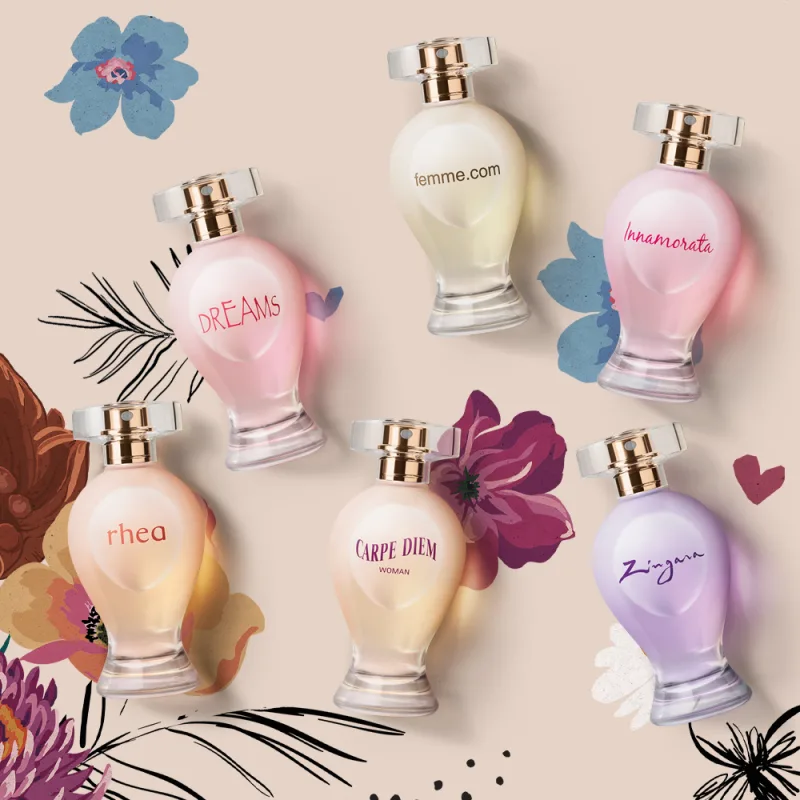 femme.com
Innamorata
DREAMS
rhea
CARPE DIEM
WOMAN
Zingara